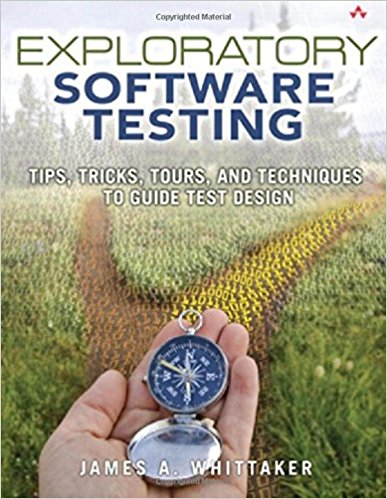 Copyrighted Material
EXPLORATORY
SOFTWARE
TESTING
TIPS, TRICKS, TOURS, AND TECHNIQUES
TO GUIDE TEST DESIGN
JAMES A. WHITTAKER